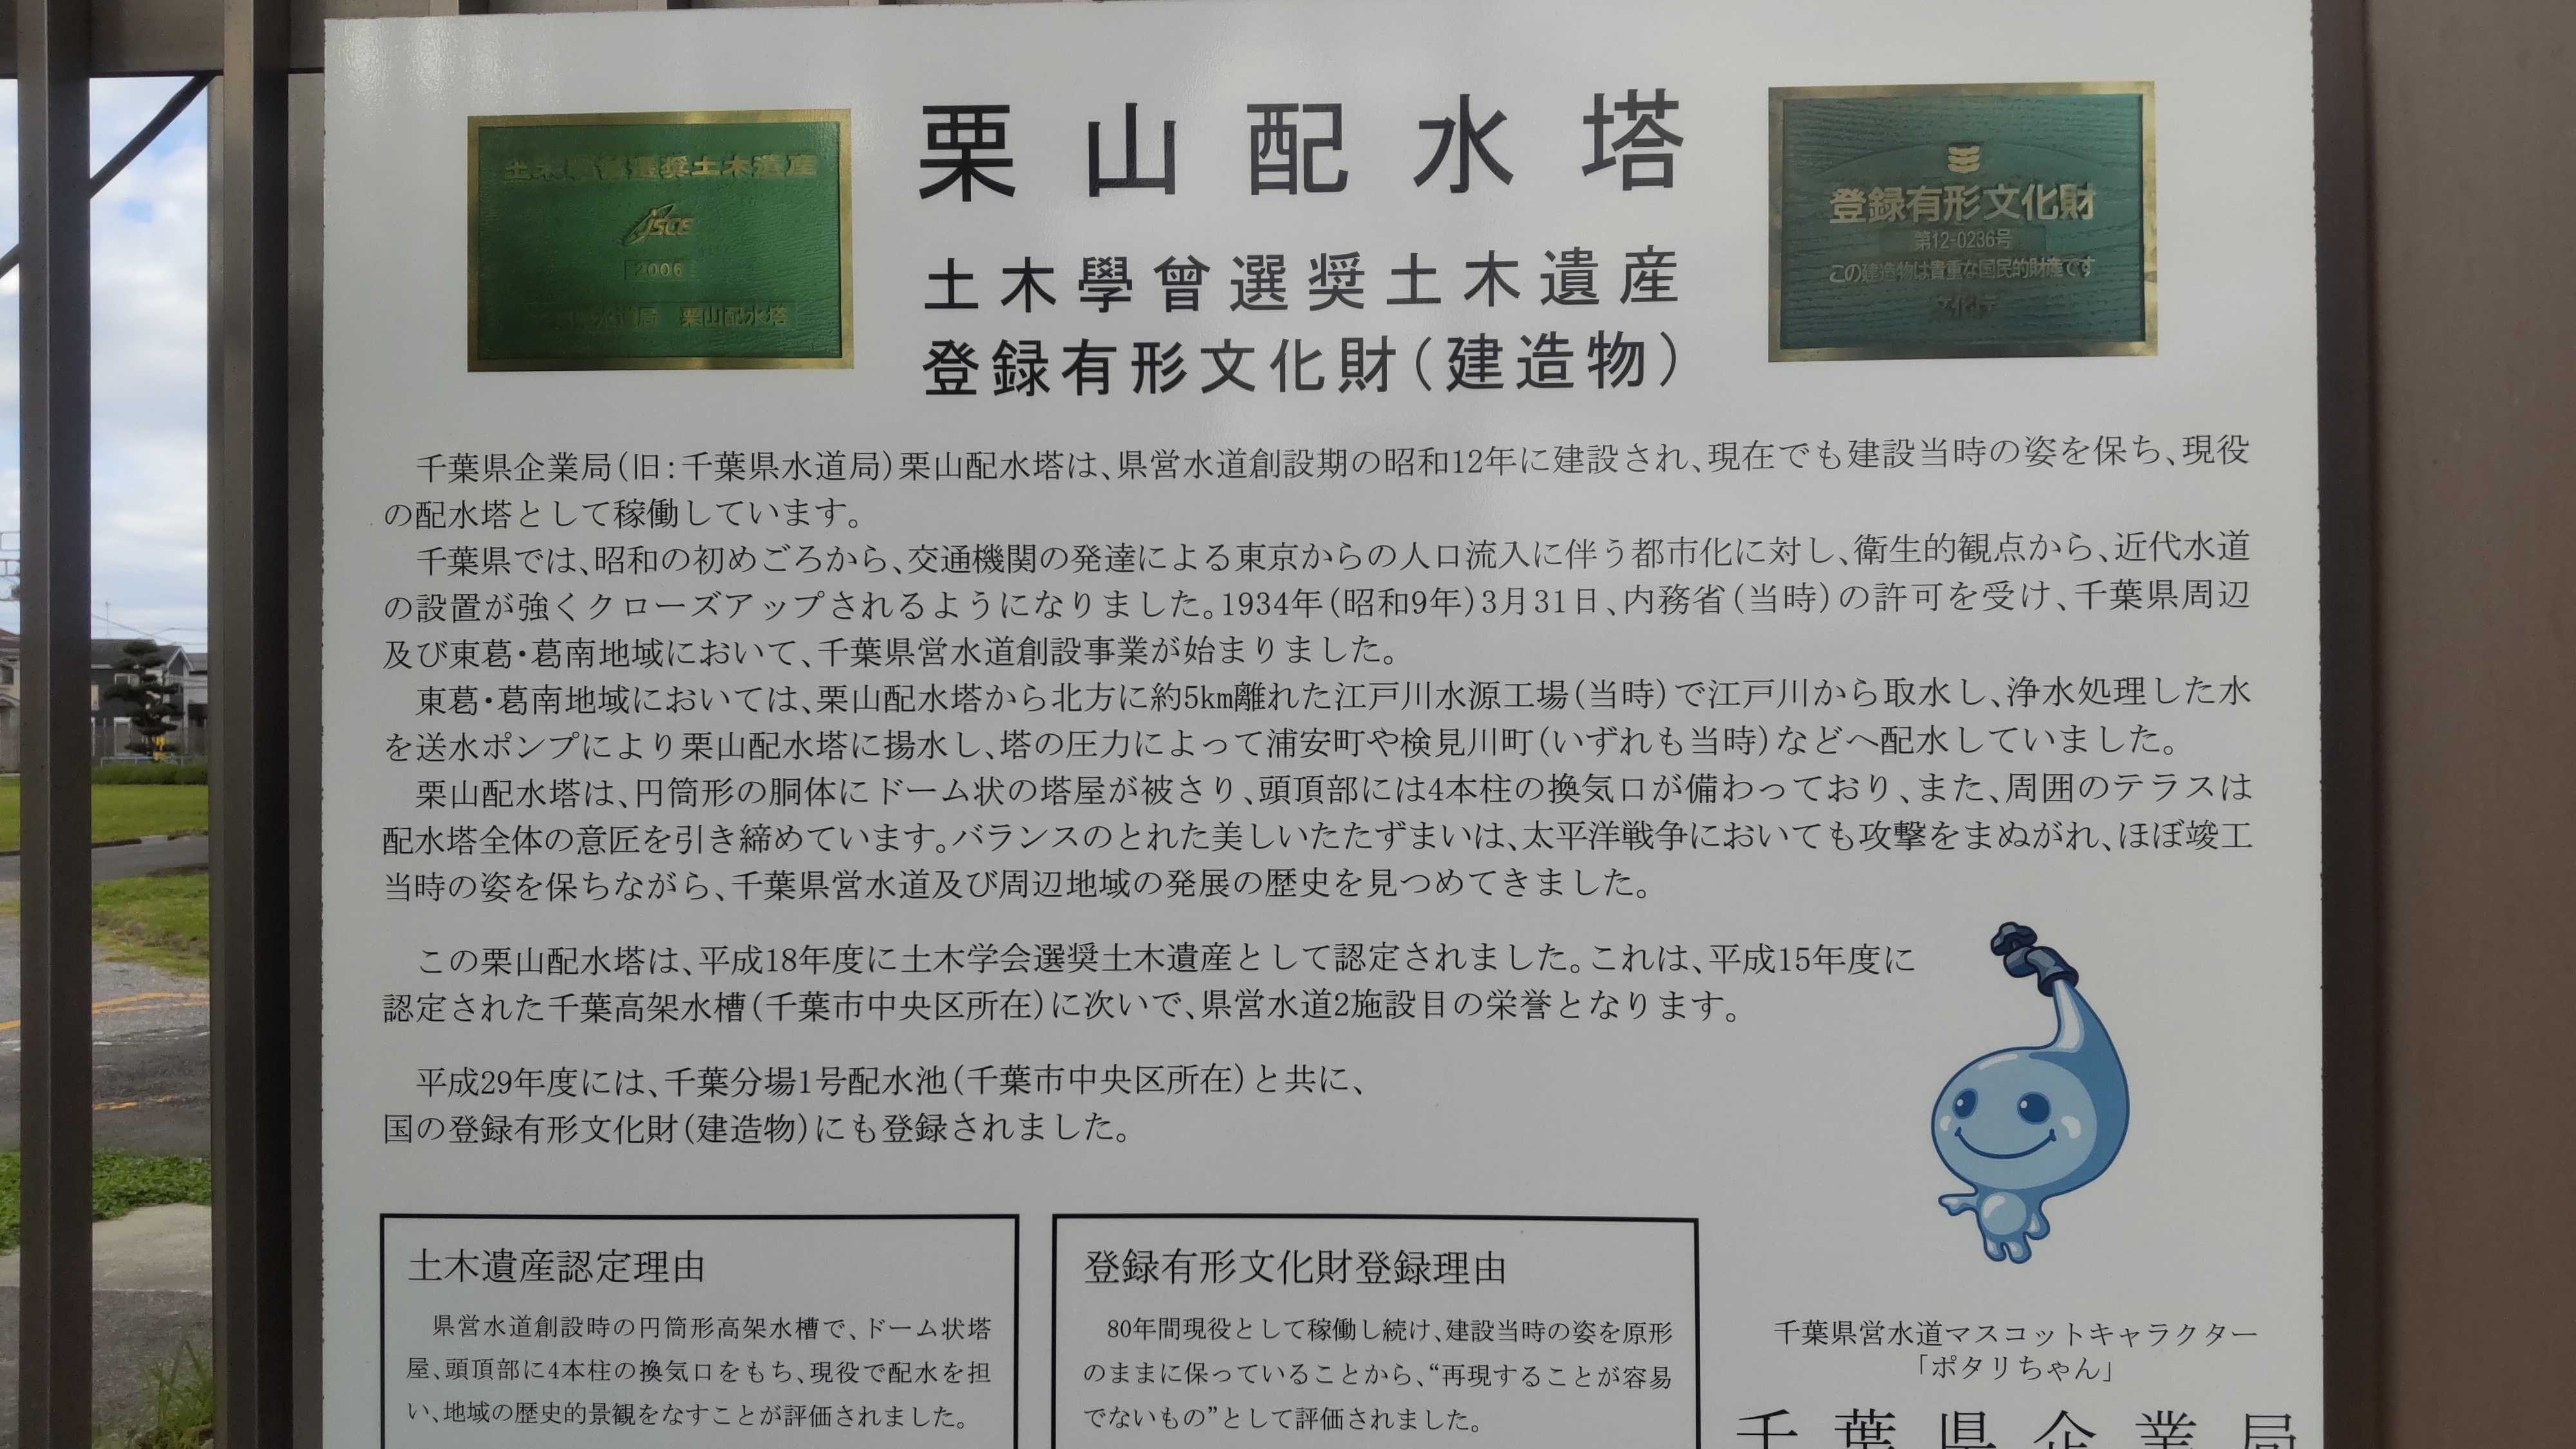 栗山配水塔
土木學會選奨土木遺産
登録有形文化財(建造物)
選奨土木遺産
jsce
2006
栗山配水塔
登録有形文化財
第12-0236号
この建造物は貴重な国民的財産です
文化庁
千葉県企業局(旧:千葉県水道局)栗山配水塔は、県営水道創設期の昭和12年に建設され、現在でも建設当時の姿を保ち、現役
の配水塔として稼働しています。
千葉県では、昭和の初めごろから、交通機関の発達による東京からの人口流入に伴う都市化に対し、衛生的観点から、近代水道
の設置が強くクローズアップされるようになりました。1934年(昭和9年)3月31日、内務省(当時)の許可を受け、千葉県周辺
及び東葛・葛南地域において、千葉県営水道創設事業が始まりました。
東葛・葛南地域においては、栗山配水塔から北方に約5km離れた江戸川水源工場(当時)で江戸川から取水し、浄水処理した水
を送水ポンプにより栗山配水塔に揚水し、塔の圧力によって浦安町や検見川町(いずれも当時)などへ配水していました。
栗山配水塔は、円筒形の胴体にドーム状の塔屋が被さり、頭頂部には4本柱の換気口が備わっており、また、周囲のテラスは
配水塔全体の意匠を引き締めています。バランスのとれた美しいたたずまいは、太平洋戦争においても攻撃をまぬがれ、ほぼ竣工
当時の姿を保ちながら、千葉県営水道及び周辺地域の発展の歴史を見つめてきました。
この栗山配水塔は、平成18年度に土木学会選奨土木遺産として認定されました。これは、平成15年度に
認定された千葉高架水槽(千葉市中央区所在)に次いで、県営水道2施設目の栄誉となります。
平成29年度には、千葉分場1号配水池(千葉市中央区所在)と共に、
国の登録有形文化財(建造物)にも登録されました。
土木遺産認定理由
県営水道創設時の円筒形高架水槽で、ドーム状塔
屋、頭頂部に4本柱の換気口をもち、現役で配水を担
い、地域の歴史的景観をなすことが評価されました。
登録有形文化財登録理由
80年間現役として稼働し続け、建設当時の姿を原形
のままに保っていることから、“再現することが容易
でないもの”として評価されました。
千葉県営水道マスコットキャラクター
「ポタリちゃん」
千葉県企業局